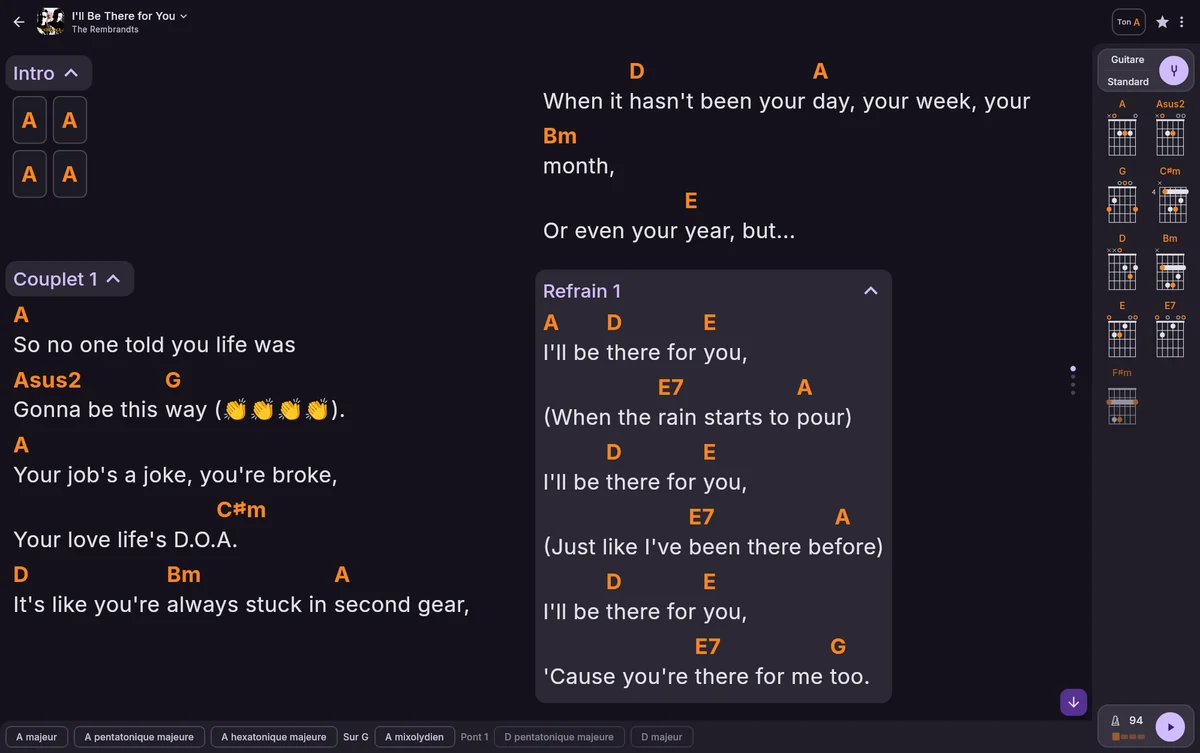 I'll Be There for You
The Rembrandts
Ton A
Intro
A A
A A
Couplet 1
A
So no one told you life was
Asus2 G
Gonna be this way (👏👏👏👏).
A
Your job's a joke, you're broke,
C#m
Your love life's D.O.A.
D Bm A
It's like you're always stuck in second gear,
D A
When it hasn't been your day, your week, your
Bm
month,
E
Or even your year, but...
Refrain 1
A D E
I'll be there for you,
E7 A
(When the rain starts to pour)
D E
I'll be there for you,
E7 A
(Just like I've been there before)
D E
I'll be there for you,
E7 G
'Cause you're there for me too.
Guitare
Standard
A Asus2
G C#m
4
D Bm
E E7
F#m
94
A majeur A pentatonique majeure A hexatonique majeure Sur G A mixolydien Pont 1 D pentatonique majeure D majeur